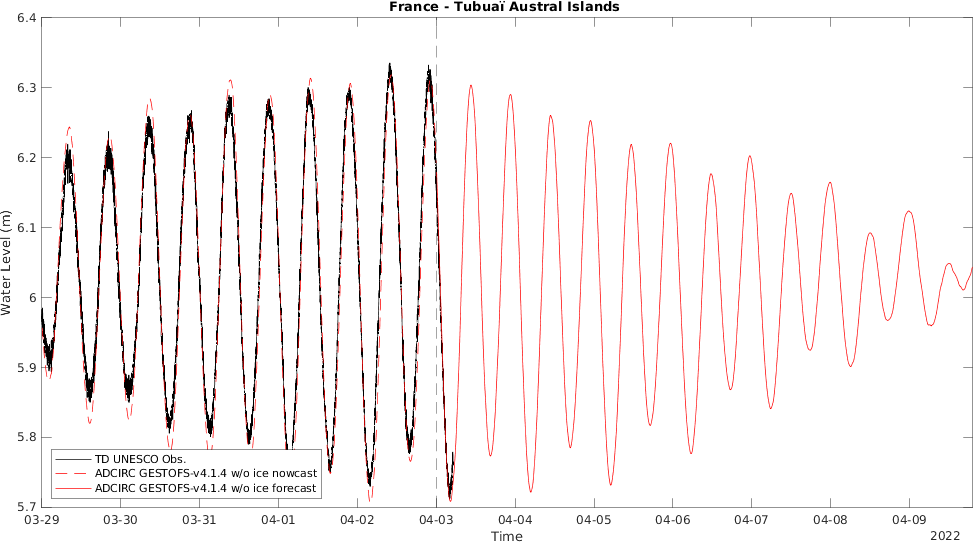 France - Tubuaï Austral Islands
6.4
6.3
6.2
6.1
6
5.9
5.8
5.7
Water Level (m)
TD UNESCO Obs.
ADCIRC GESTOFS-v4.1.4 w/o ice nowcast
ADCIRC GESTOFS-v4.1.4 w/o ice forecast
03-29 03-30 03-31 04-01 04-02 04-03 04-04 04-05 04-06 04-07 04-08 04-09
Time
2022